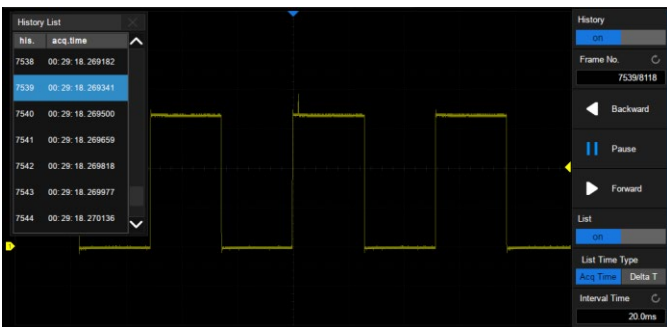 History List
his. acq.time
7538 00: 29: 18. 269182
7539 00: 29: 18. 269341
7540 00: 29: 18. 269500
7541 00: 29: 18. 269659
7542 00: 29: 18. 269818
7543 00: 29: 18. 269977
7544 00: 29: 18. 270136
1
History
on
Frame No.
7539/8118
Backward
Pause
Forward
List
on
List Time Type
Acq Time Delta T
Interval Time
20.0ms